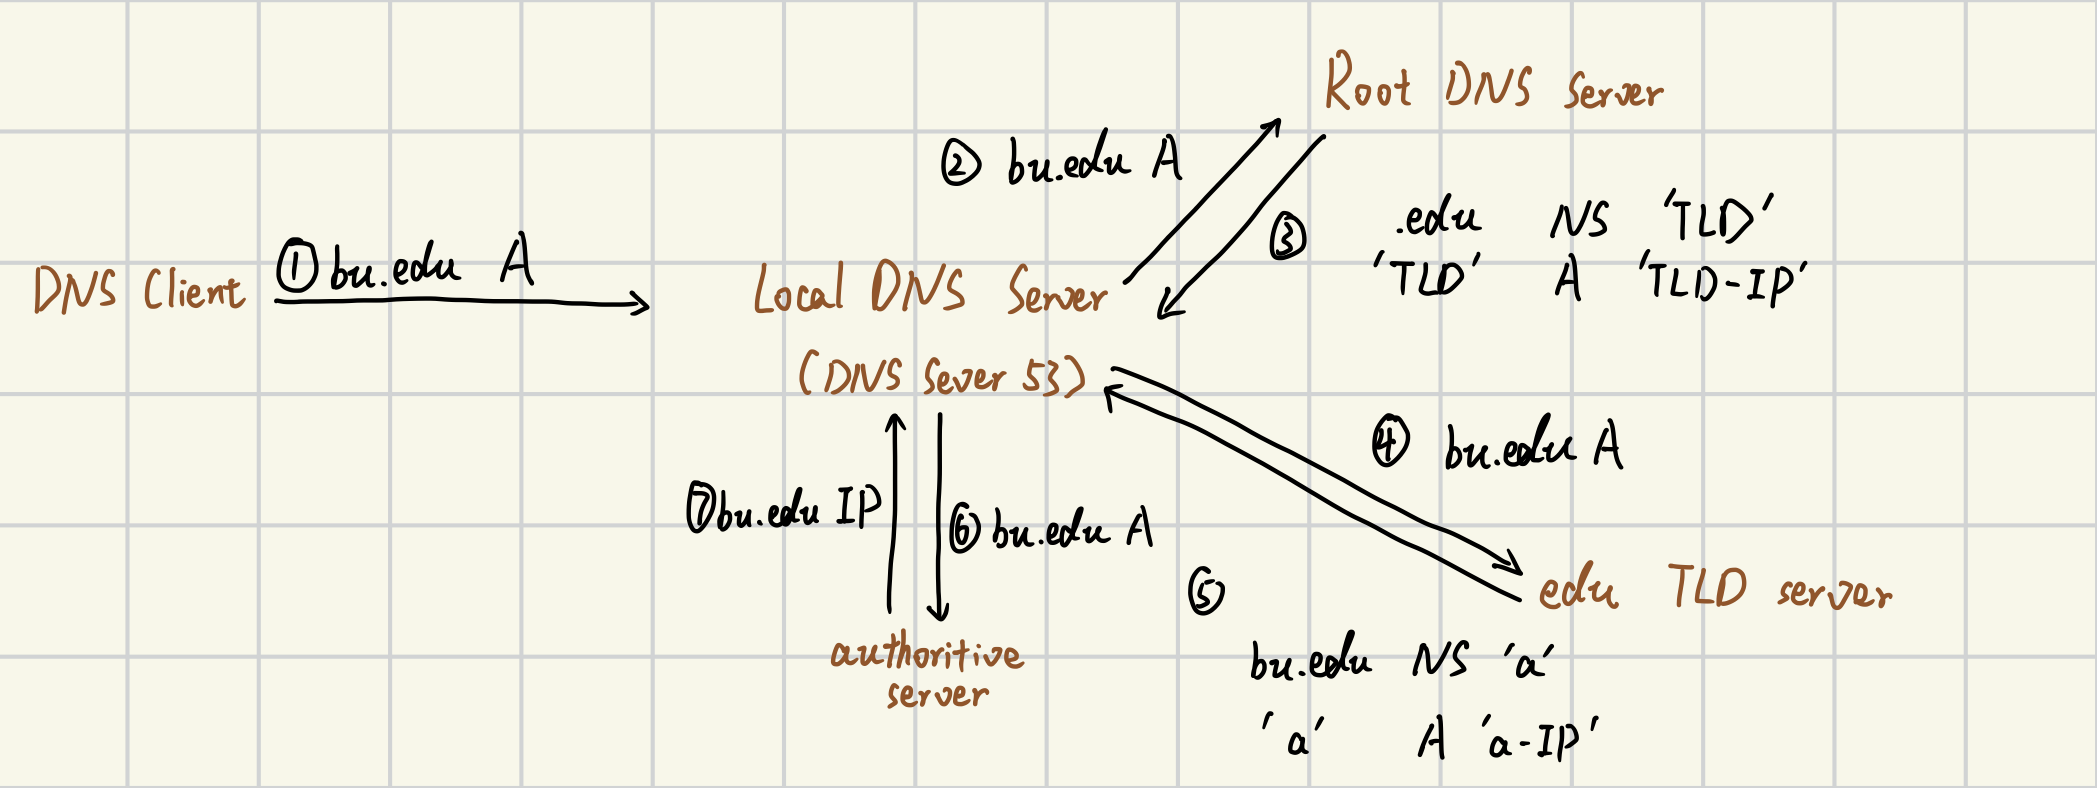 Root DNS Server
② bu.edu A
③ .edu NS 'TLD'
'TLD' A 'TLD-IP'
DNS Client
① bu.edu A
Local DNS Server
(DNS Sever 53)
④ bu.edu A
⑦ bu.edu IP
⑥ bu.edu A
edu TLD server
⑤
bu.edu NS 'a'
'a' A 'a-IP'
authoritive
server